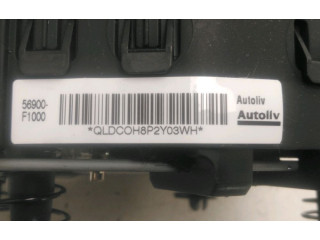 56900-
F1000
*QLDCOH8P2Y03WH*
Autoliv
Autoliv